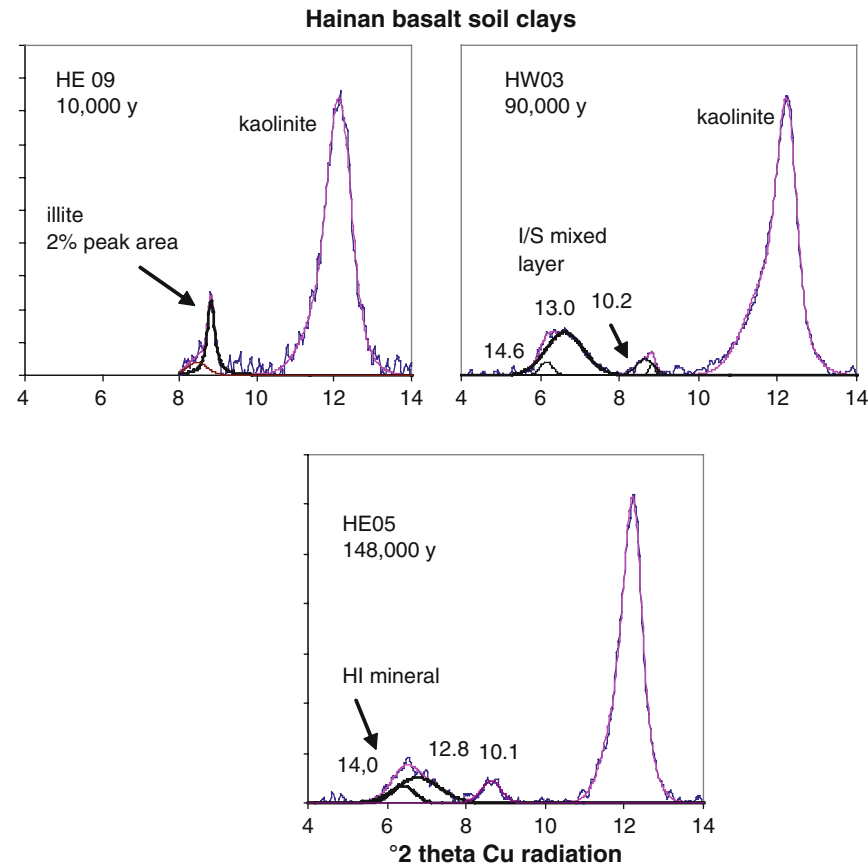 Hainan basalt soil clays
HE 09
10,000 y
kaolinite
illite
2% peak area
4 6 8 10 12 14
HW03
90,000 y
kaolinite
I/S mixed
layer
10.2
13.0
14.6
4 6 8 10 12 14
HE05
148,000 y
HI mineral
14,0 12.8 10.1
4 6 8 10 12 14
°2 theta Cu radiation